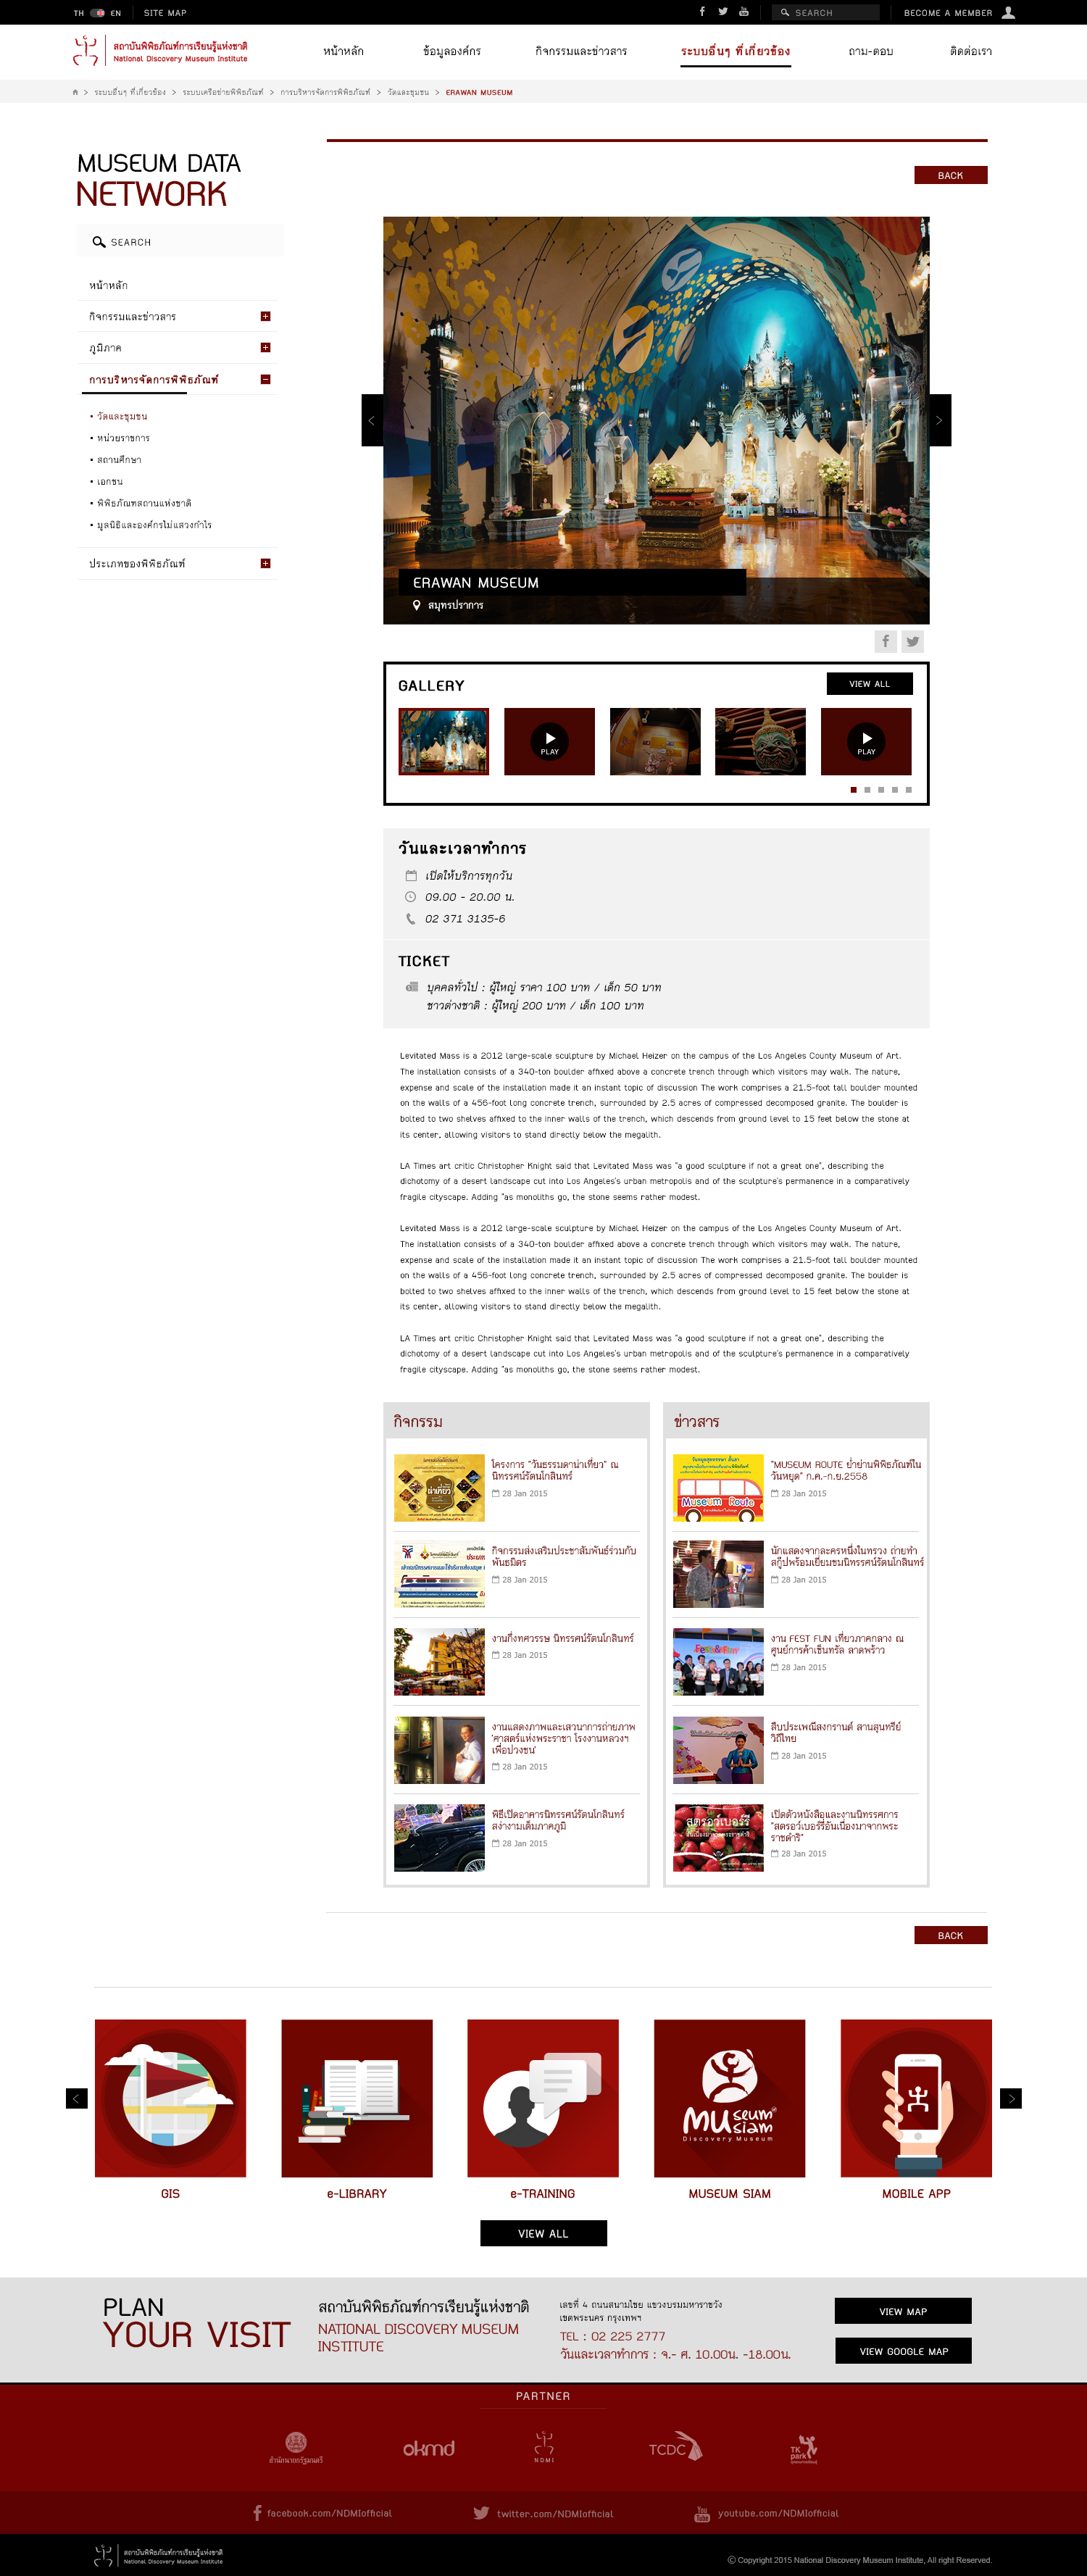 TH EN SITE MAP SEARCH BECOME A MEMBER
สถาบันพิพิธภัณฑ์การเรียนรู้แห่งชาติ
National Discovery Museum Institute
หน้าหลัก ข้อมูลองค์กร กิจกรรมและข่าวสาร ระบบอื่นๆ ที่เกี่ยวข้อง ถาม-ตอบ ติดต่อเรา
> ระบบอื่นๆ ที่เกี่ยวข้อง > ระบบเครือข่ายพิพิธภัณฑ์ > การบริหารจัดการพิพิธภัณฑ์ > วัดและชุมชน > ERAWAN MUSEUM
MUSEUM DATA
NETWORK
SEARCH
หน้าหลัก
กิจกรรมและข่าวสาร
ภูมิภาค
การบริหารจัดการพิพิธภัณฑ์
• วัดและชุมชน
• หน่วยราชการ
• สถานศึกษา
• เอกชน
• พิพิธภัณฑสถานแห่งชาติ
• มูลนิธิและองค์กรไม่แสวงกำไร
ประเภทของพิพิธภัณฑ์
BACK
ERAWAN MUSEUM
สมุทรปราการ
GALLERY
VIEW ALL
PLAY
PLAY
วันและเวลาทำการ
เปิดให้บริการทุกวัน
09.00 - 20.00 น.
02 371 3135-6
TICKET
บุคคลทั่วไป : ผู้ใหญ่ ราคา 100 บาท / เด็ก 50 บาท
ชาวต่างชาติ : ผู้ใหญ่ 200 บาท / เด็ก 100 บาท
Levitated Mass is a 2012 large-scale sculpture by Michael Heizer on the campus of the Los Angeles County Museum of Art.
The installation consists of a 340-ton boulder affixed above a concrete trench through which visitors may walk. The nature,
expense and scale of the installation made it an instant topic of discussion The work comprises a 21.5-foot tall boulder mounted
on the walls of a 456-foot long concrete trench, surrounded by 2.5 acres of compressed decomposed granite. The boulder is
bolted to two shelves affixed to the inner walls of the trench, which descends from ground level to 15 feet below the stone at
its center, allowing visitors to stand directly below the megalith.
LA Times art critic Christopher Knight said that Levitated Mass was "a good sculpture if not a great one", describing the
dichotomy of a desert landscape cut into Los Angeles's urban metropolis and of the sculpture's permanence in a comparatively
fragile cityscape. Adding "as monoliths go, the stone seems rather modest.
Levitated Mass is a 2012 large-scale sculpture by Michael Heizer on the campus of the Los Angeles County Museum of Art.
The installation consists of a 340-ton boulder affixed above a concrete trench through which visitors may walk. The nature,
expense and scale of the installation made it an instant topic of discussion The work comprises a 21.5-foot tall boulder mounted
on the walls of a 456-foot long concrete trench, surrounded by 2.5 acres of compressed decomposed granite. The boulder is
bolted to two shelves affixed to the inner walls of the trench, which descends from ground level to 15 feet below the stone at
its center, allowing visitors to stand directly below the megalith.
LA Times art critic Christopher Knight said that Levitated Mass was "a good sculpture if not a great one", describing the
dichotomy of a desert landscape cut into Los Angeles's urban metropolis and of the sculpture's permanence in a comparatively
fragile cityscape. Adding "as monoliths go, the stone seems rather modest.
กิจกรรม
โครงการ "วันธรรมดาน่าเที่ยว" ณ
นิทรรศน์รัตนโกสินทร์
28 Jan 2015
กิจกรรมส่งเสริมประชาสัมพันธ์ร่วมกับ
พันธมิตร
28 Jan 2015
งานกึ่งทศวรรษ นิทรรศน์รัตนโกสินทร์
28 Jan 2015
งานแสดงภาพและเสวนาการถ่ายภาพ
'ศาสตร์แห่งพระราชา โรงงานหลวงฯ
เพื่อปวงชน'
28 Jan 2015
พิธีเปิดอาคารนิทรรศน์รัตนโกสินทร์
สง่างามเต็มภาคภูมิ
28 Jan 2015
ข่าวสาร
Museum Route
"MUSEUM ROUTE ย่ำย่านพิพิธภัณฑ์ใน
วันหยุด" ก.ค.-ก.ย.2558
28 Jan 2015
นักแสดงจากละครหนึ่งในทรวง ถ่ายทำ
สกู๊ปพร้อมเยี่ยมชมนิทรรศน์รัตนโกสินทร์
28 Jan 2015
Fest & Fun
งาน FEST FUN เที่ยวภาคกลาง ณ
ศูนย์การค้าเซ็นทรัล ลาดพร้าว
28 Jan 2015
สืบประเพณีสงกรานต์ สานสุนทรีย์
วิถีไทย
28 Jan 2015
สตรอว์เบอร์รี
เปิดตัวหนังสือและงานนิทรรศการ
"สตรอว์เบอร์รี่อันเนื่องมาจากพระ
ราชดำริ"
28 Jan 2015
BACK
MUseum siam
Discovery Museum
GIS e-LIBRARY e-TRAINING MUSEUM SIAM MOBILE APP
VIEW ALL
PLAN
YOUR VISIT
สถาบันพิพิธภัณฑ์การเรียนรู้แห่งชาติ
NATIONAL DISCOVERY MUSEUM
INSTITUTE
เลขที่ 4 ถนนสนามไชย แขวงบรมมหาราชวัง
เขตพระนคร กรุงเทพฯ
TEL : 02 225 2777
วันและเวลาทำการ : จ.- ศ. 10.00น. -18.00น.
VIEW MAP
VIEW GOOGLE MAP
PARTNER
สำนักนายกรัฐมนตรี okmd NDMI TCDC TK park
facebook.com/NDMIofficial twitter.com/NDMIofficial youtube.com/NDMIofficial
สถาบันพิพิธภัณฑ์การเรียนรู้แห่งชาติ
National Discovery Museum Institute
© Copyright 2015 National Discovery Museum Institute, All right Reserved.